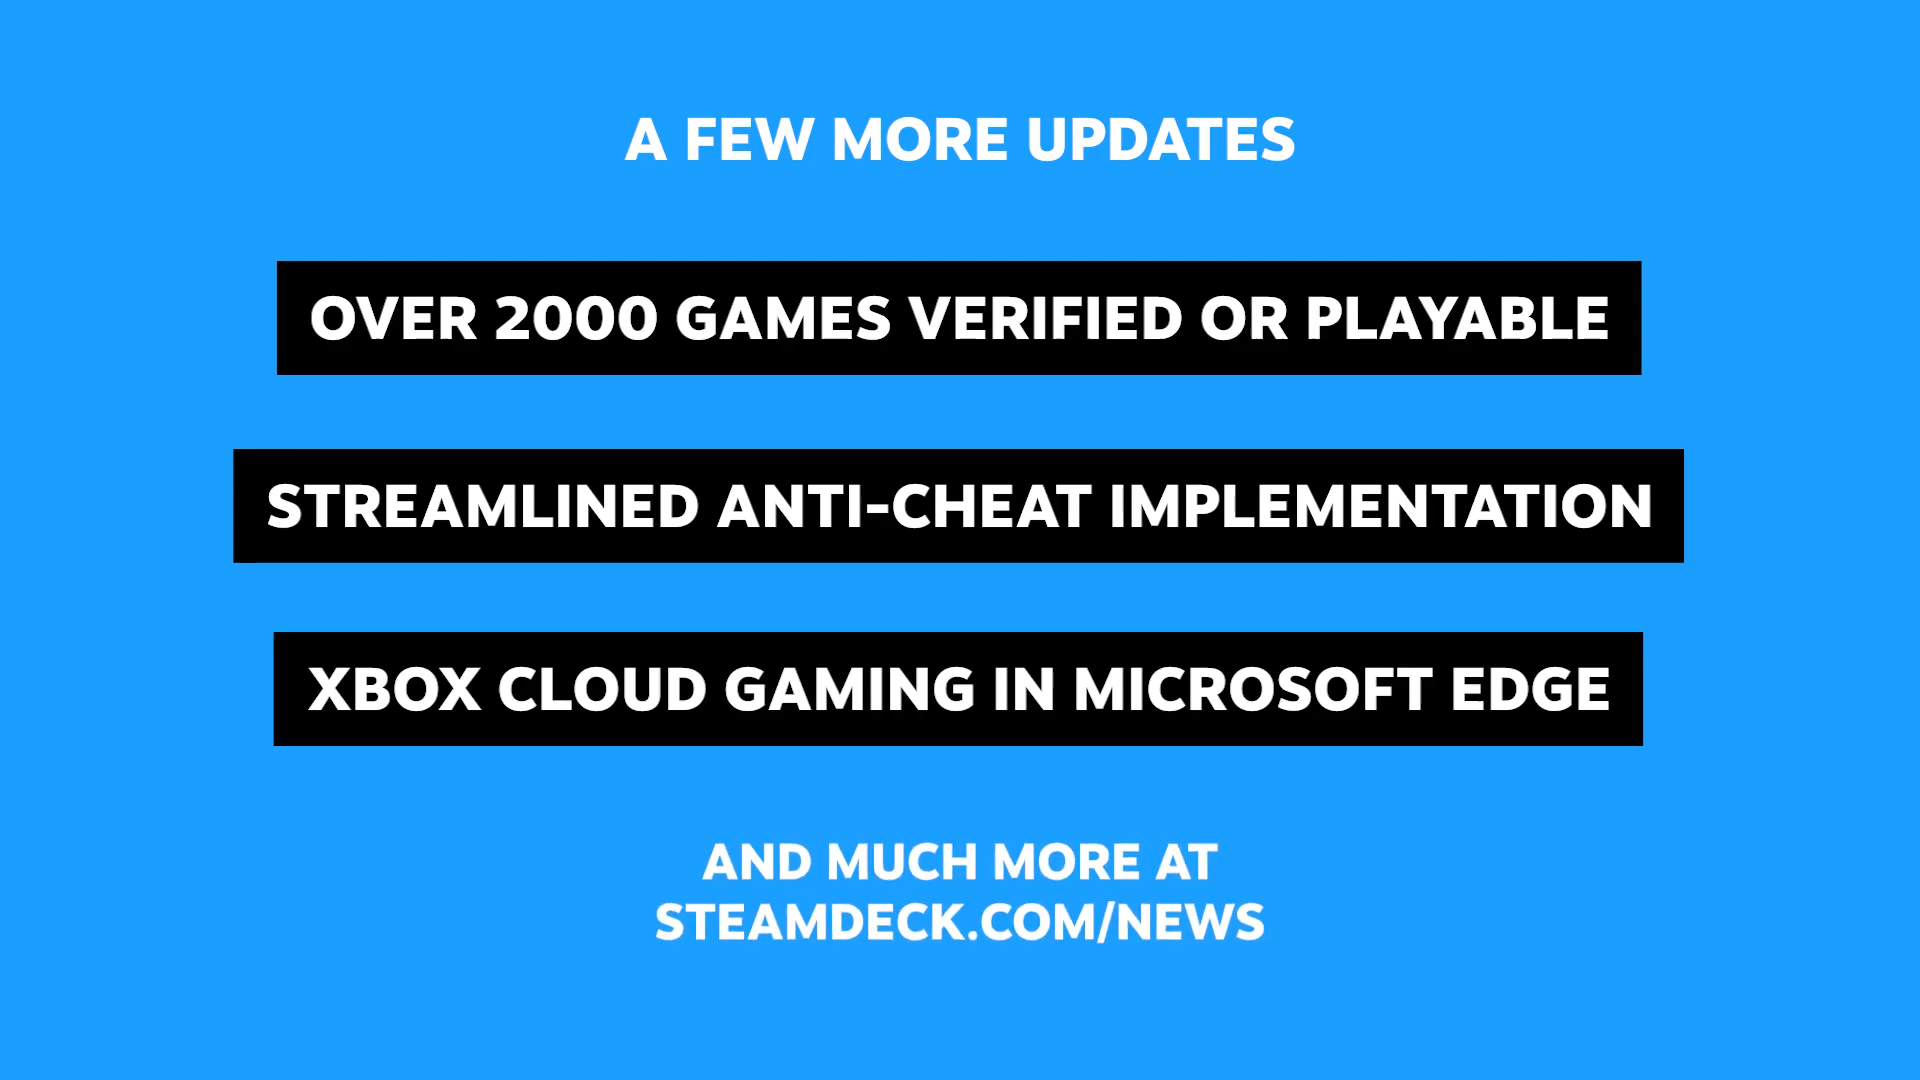 A FEW MORE UPDATES
OVER 2000 GAMES VERIFIED OR PLAYABLE
STREAMLINED ANTI-CHEAT IMPLEMENTATION
XBOX CLOUD GAMING IN MICROSOFT EDGE
AND MUCH MORE AT
STEAMDECK.COM/NEWS